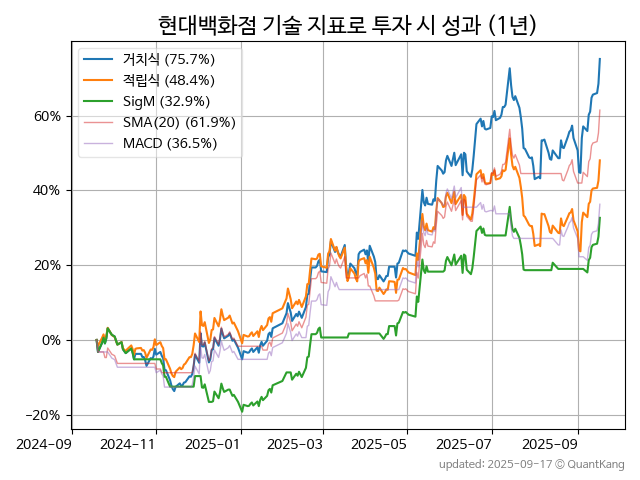 현대백화점 기술 지표로 투자 시 성과 (1년)
거치식 (75.7%)
적립식 (48.4%)
SigM (32.9%)
SMA(20) (61.9%)
MACD (36.5%)
60%
40%
20%
0%
−20%
2024-09 2024-11 2025-01 2025-03 2025-05 2025-07 2025-09
updated: 2025-09-17 © QuantKang